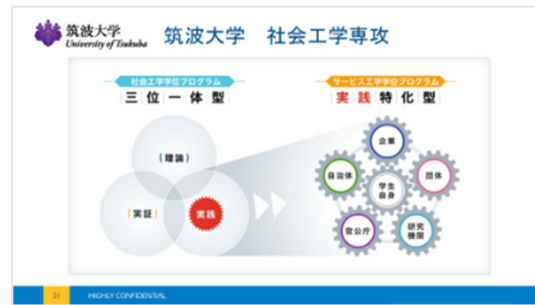 筑波大学
University of Tsukuba
筑波大学 社会工学専攻
社会工学学位プログラム
三位一体型
サービス工学学位プログラム
実践特化型
(理論)
(実証)
実践
企業
自治体
団体
学生
自身
官公庁
研究
機関
20
HIGHLY CONFIDENTIAL